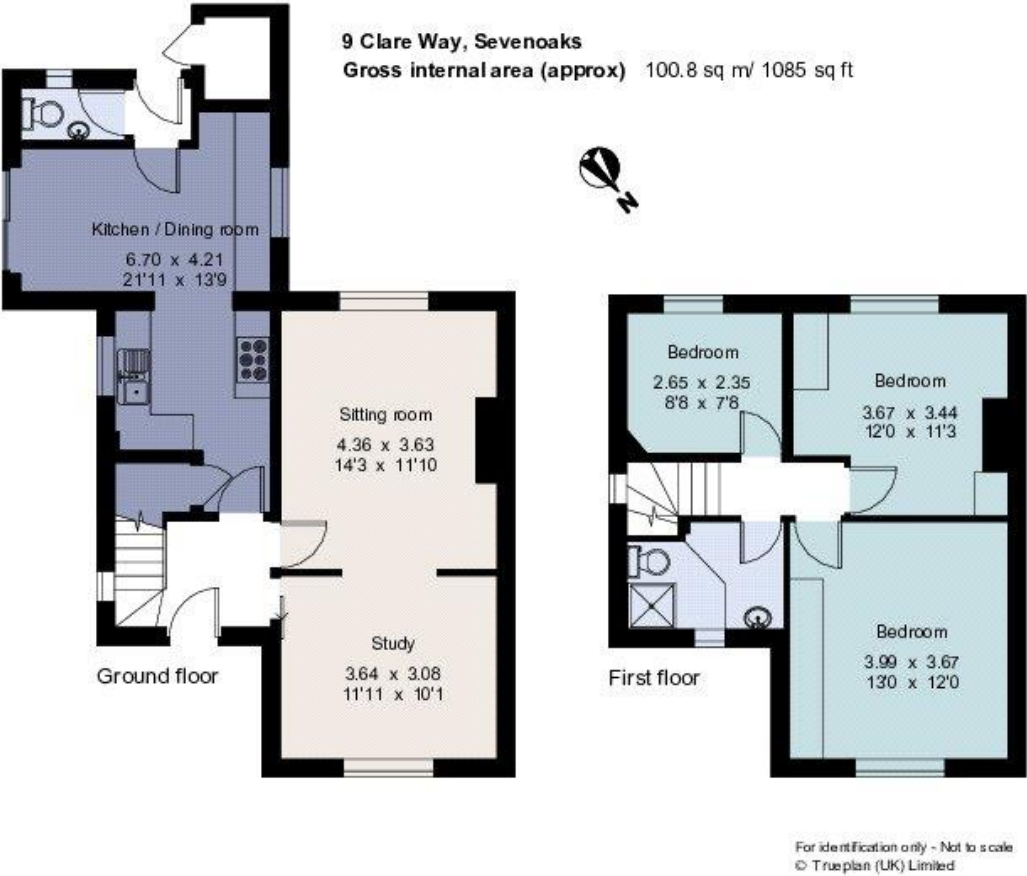 9 Clare Way, Sevenoaks
Gross internal area (approx) 100.8 sq m/ 1085 sq ft
N
Kitchen / Dining room
6.70 x 4.21
21'11 x 13'9
Sitting room
4.36 x 3.63
14'3 x 11'10
Study
3.64 x 3.08
11'11 x 10'1
Ground floor
Bedroom
2.65 x 2.35
8'8 x 7'8
Bedroom
3.67 x 3.44
12'0 x 11'3
Bedroom
3.99 x 3.67
13'0 x 12'0
First floor
For identification only - Not to scale
© Trueplan (UK) Limited